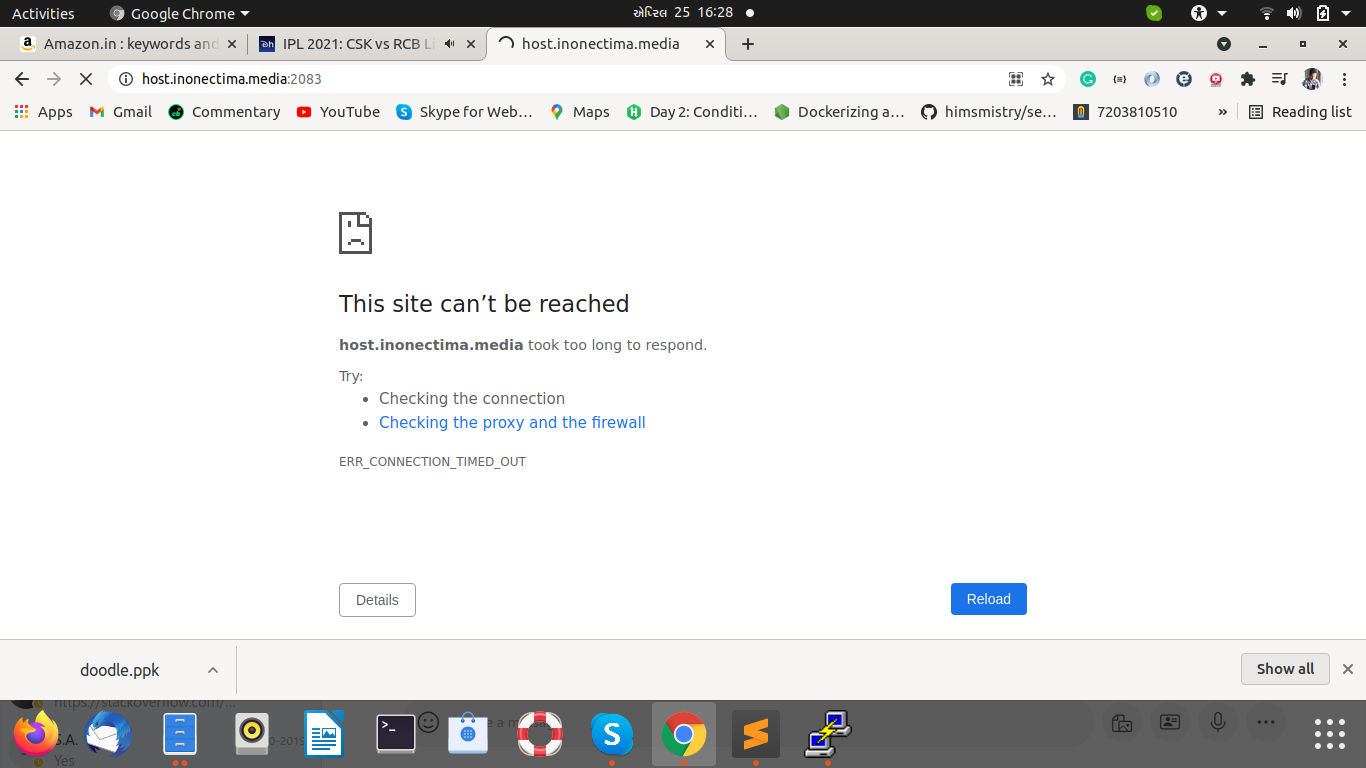 Activities
Google Chrome
એપ્રિલ 25 16:28
Amazon.in : keywords and
IPL 2021: CSK vs RCB L
host.inonectima.media
host.inonectima.media:2083
Apps
Gmail
Commentary
YouTube
Skype for Web…
Maps
Day 2: Conditi…
Dockerizing a…
himsmistry/se…
7203810510
»
Reading list
This site can’t be reached
host.inonectima.media took too long to respond.
Try:
• Checking the connection
• Checking the proxy and the firewall
ERR_CONNECTION_TIMED_OUT
Details
Reload
doodle.ppk
Show all
https://stackoverflow.com/...
S.A.
Yes